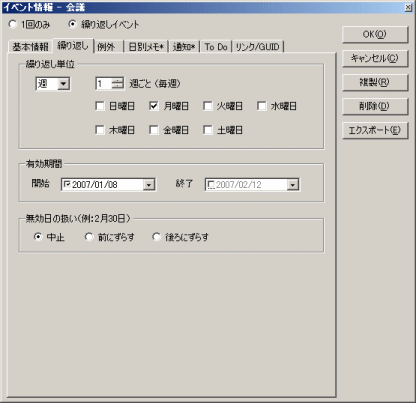 イベント情報 - 会議
1回のみ 繰り返しイベント
基本情報 繰り返し 例外 日別メモ* 通知* To Do リンク/GUID
繰り返し単位
週 1 週ごと (毎週)
日曜日 月曜日 火曜日 水曜日
木曜日 金曜日 土曜日
有効期間
開始 2007/01/08 終了 2007/02/12
無効日の扱い(例:2月30日)
中止 前にずらす 後ろにずらす
OK(O)
キャンセル(C)
複製(R)
削除(D)
エクスポート(E)